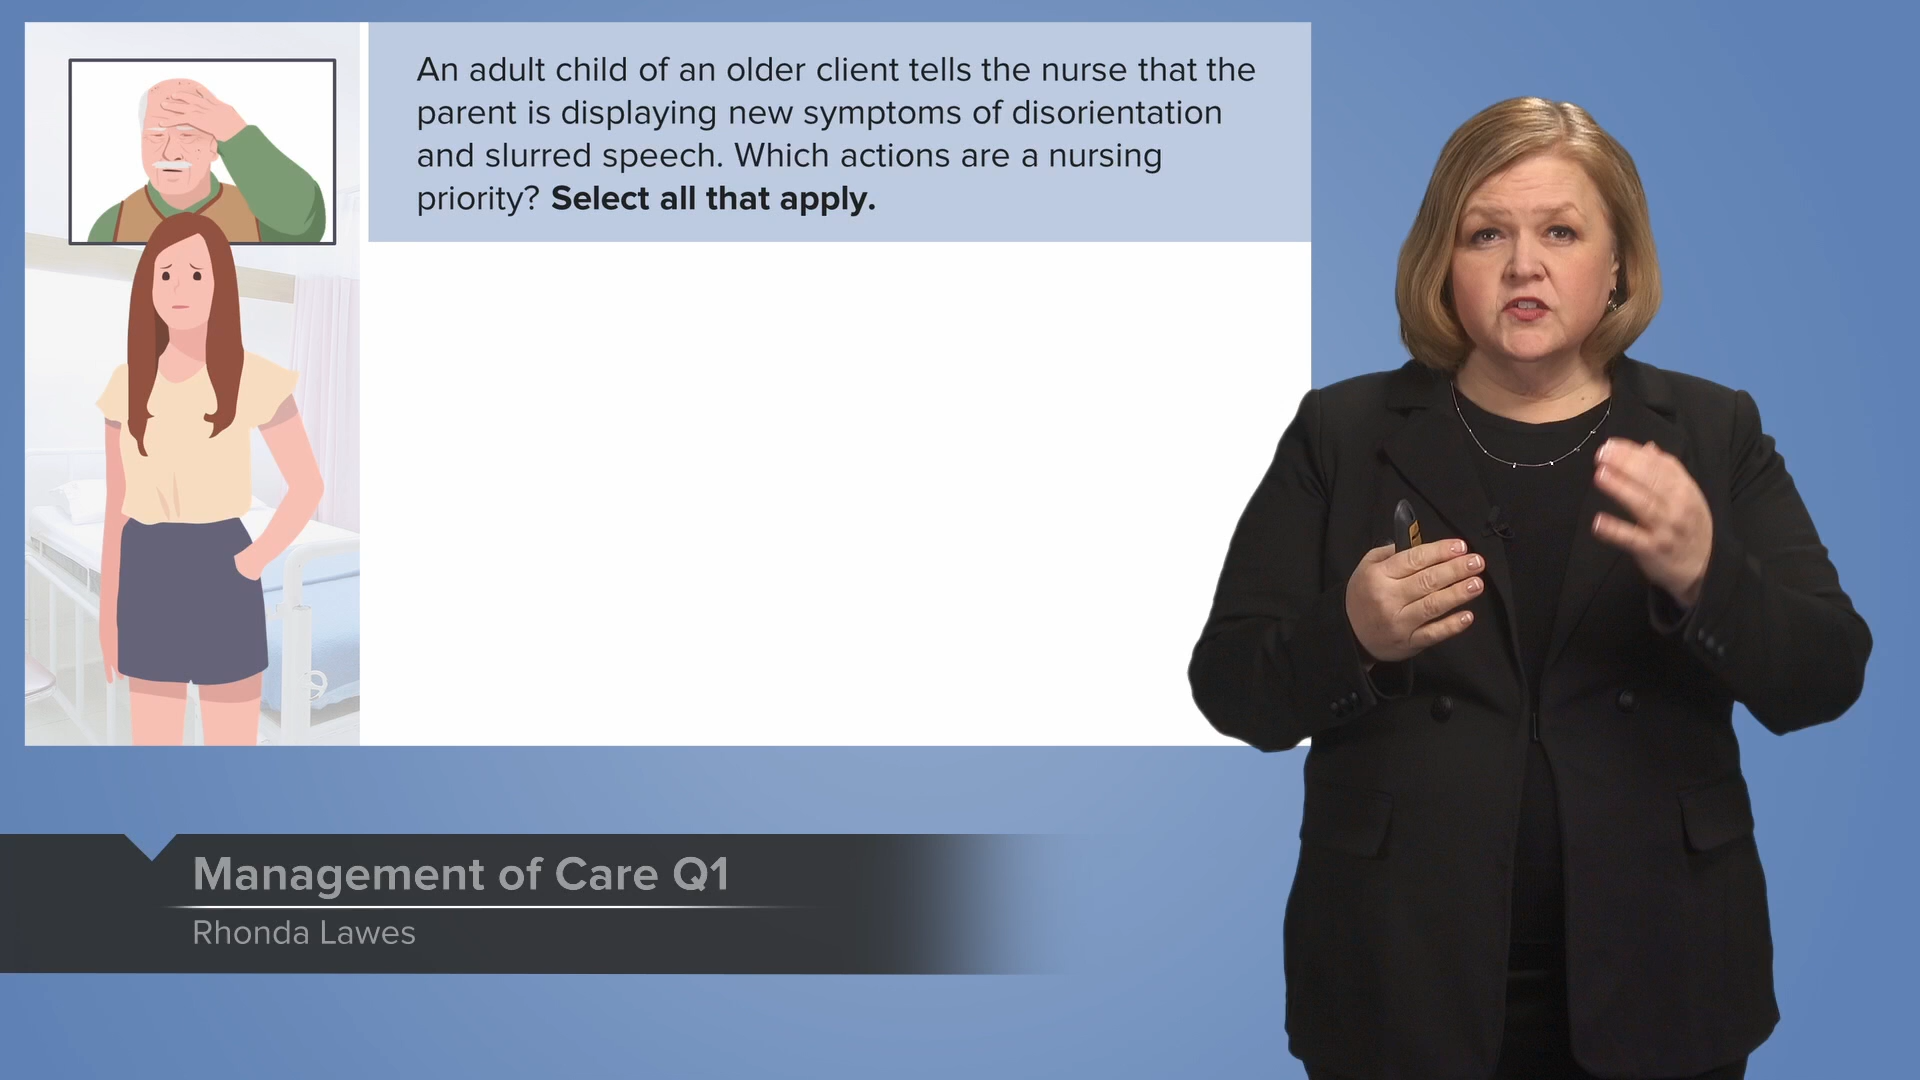 An adult child of an older client tells the nurse that the
parent is displaying new symptoms of disorientation
and slurred speech. Which actions are a nursing
priority? Select all that apply.
Management of Care Q1
Rhonda Lawes